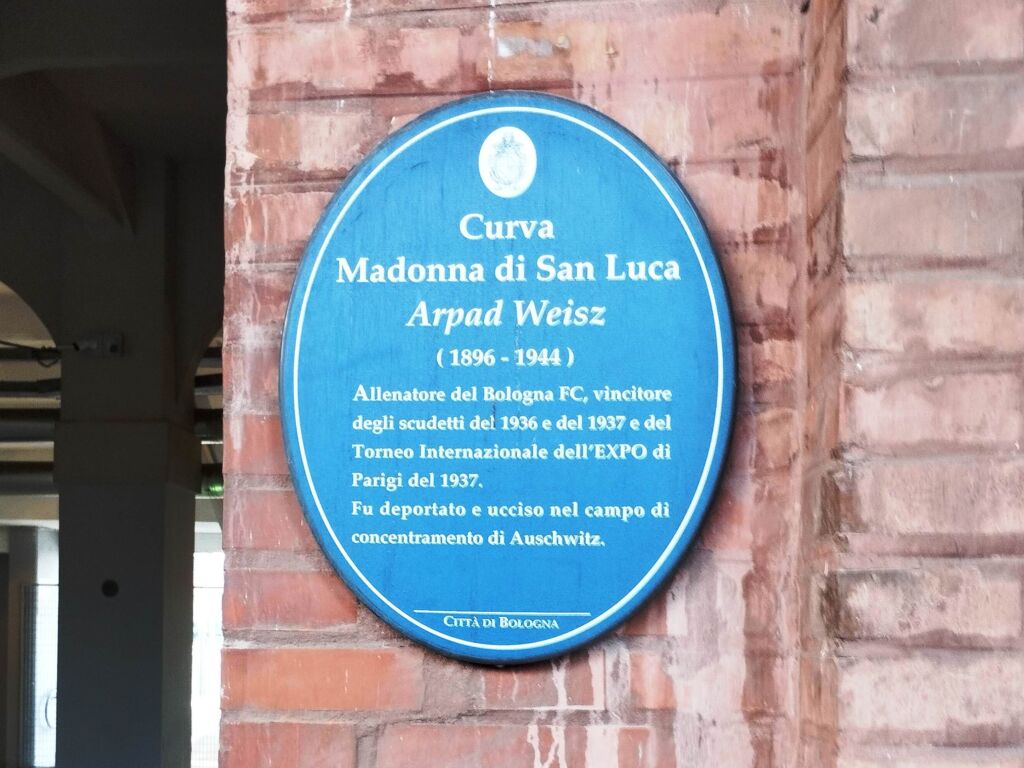 Curva
Madonna di San Luca
Arpad Weisz
( 1896 - 1944 )
Allenatore del Bologna FC, vincitore
degli scudetti del 1936 e del 1937 e del
Torneo Internazionale dell'EXPO di
Parigi del 1937.
Fu deportato e ucciso nel campo di
concentramento di Auschwitz.
CITTÀ DI BOLOGNA